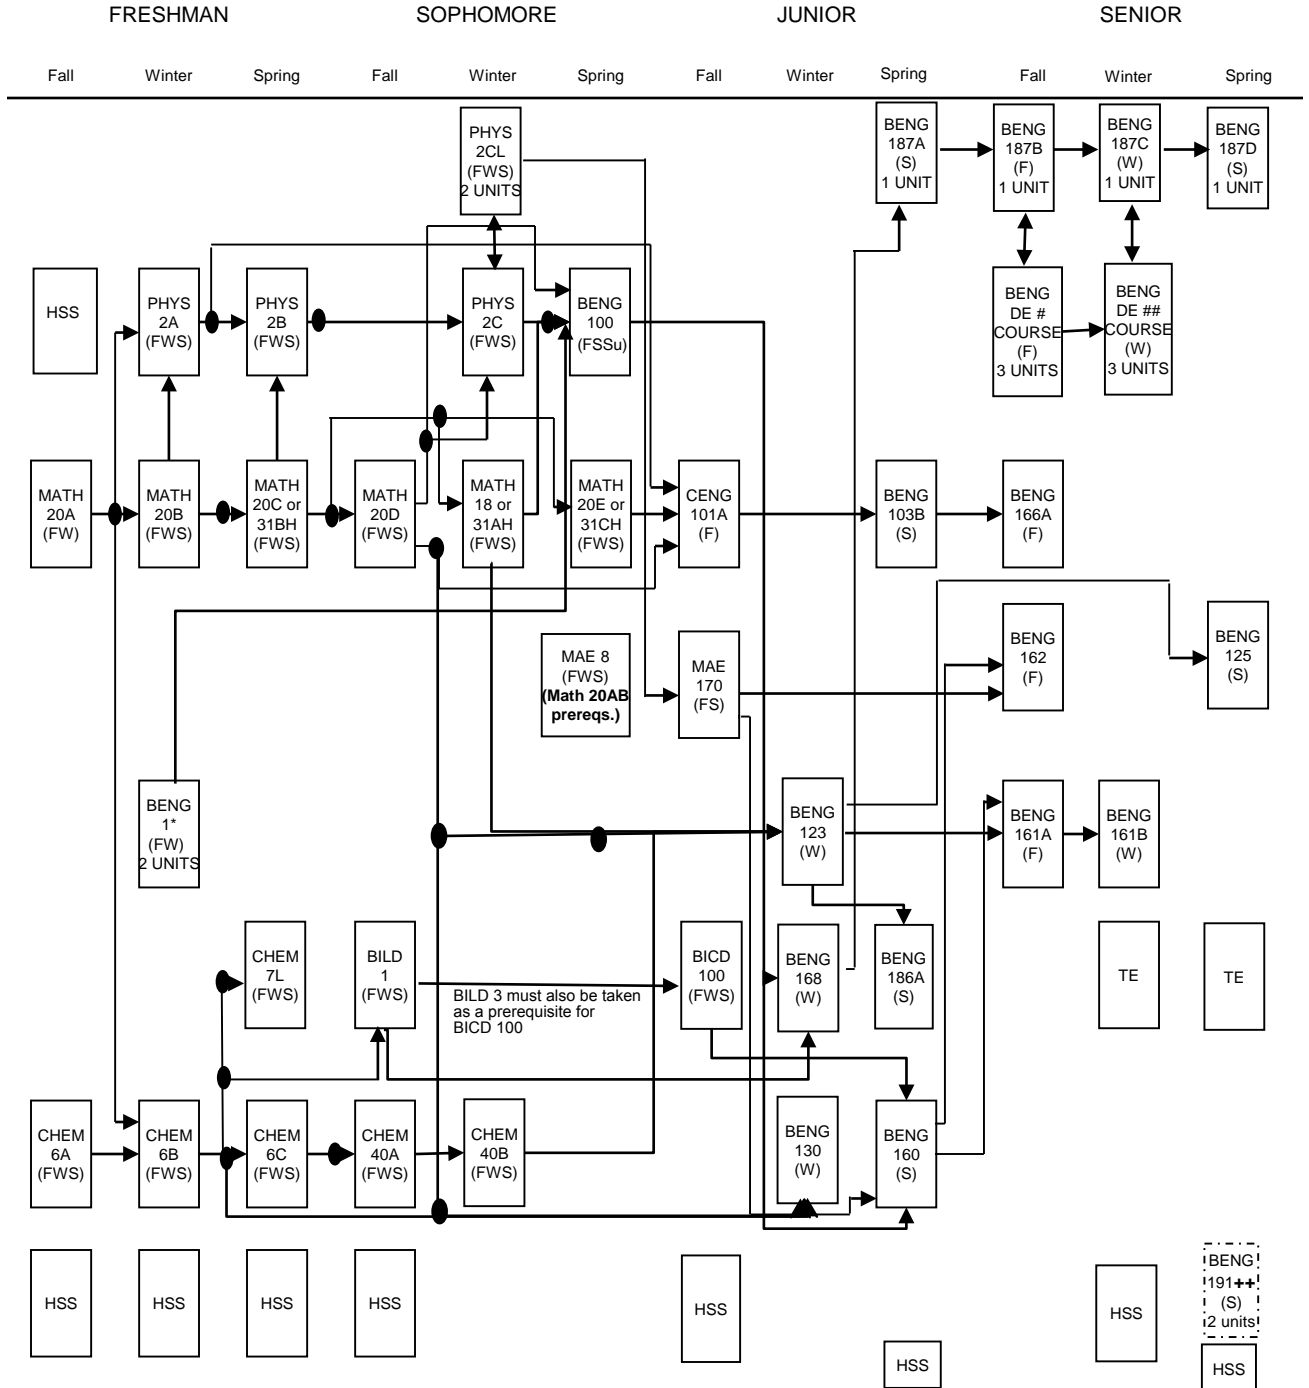 FRESHMAN
SOPHOMORE
JUNIOR
SENIOR
Fall
Winter
Spring
Fall
Winter
Spring
Fall
Winter
Spring
Fall
Winter
Spring
PHYS
2CL
(FWS)
2 UNITS
BENG
187A
(S)
1 UNIT
BENG
187B
(F)
1 UNIT
BENG
187C
(W)
1 UNIT
BENG
187D
(S)
1 UNIT
HSS
PHYS
2A
(FWS)
PHYS
2B
(FWS)
PHYS
2C
(FWS)
BENG
100
(FSSu)
BENG
DE #
COURSE
(F)
3 UNITS
BENG
DE ##
COURSE
(W)
3 UNITS
MATH
20A
(FW)
MATH
20B
(FWS)
MATH
20C or
31BH
(FWS)
MATH
20D
(FWS)
MATH
18 or
31AH
(FWS)
MATH
20E or
31CH
(FWS)
CENG
101A
(F)
BENG
103B
(S)
BENG
166A
(F)
MAE 8
(FWS)
(Math 20AB
prereqs.)
MAE
170
(FS)
BENG
162
(F)
BENG
125
(S)
BENG
1*
(FW)
2 UNITS
BENG
123
(W)
BENG
161A
(F)
BENG
161B
(W)
CHEM
7L
(FWS)
BILD
1
(FWS)
BILD 3 must also be taken
as a prerequisite for
BICD 100
BICD
100
(FWS)
BENG
168
(W)
BENG
186A
(S)
TE
TE
CHEM
6A
(FWS)
CHEM
6B
(FWS)
CHEM
6C
(FWS)
CHEM
40A
(FWS)
CHEM
40B
(FWS)
BENG
130
(W)
BENG
160
(S)
HSS
HSS
HSS
HSS
HSS
HSS
HSS
BENG
191++
(S)
2 units
HSS